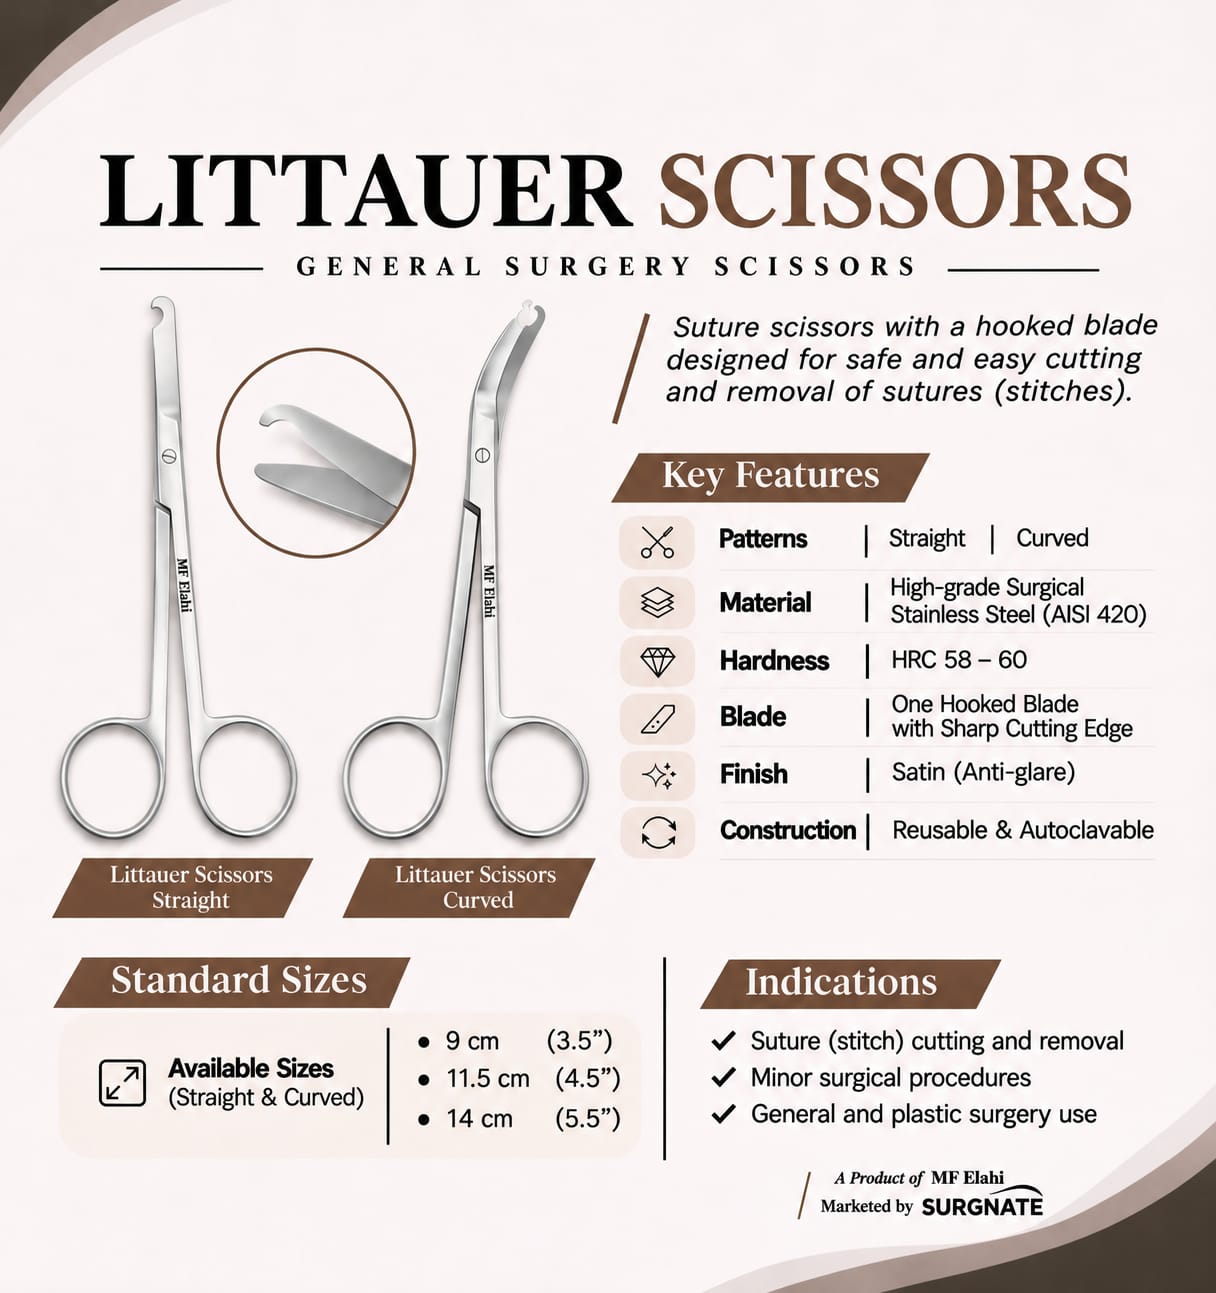 LITTAUER SCISSORS
GENERAL SURGERY SCISSORS
Suture scissors with a hooked blade
designed for safe and easy cutting
and removal of sutures (stitches).
MF Elahi
MF Elahi
Littauer Scissors
Straight
Littauer Scissors
Curved
Key Features
Patterns | Straight | Curved
Material | High-grade Surgical
Stainless Steel (AISI 420)
Hardness | HRC 58 – 60
Blade | One Hooked Blade
with Sharp Cutting Edge
Finish | Satin (Anti-glare)
Construction | Reusable & Autoclavable
Standard Sizes
Available Sizes
(Straight & Curved)
• 9 cm (3.5”)
• 11.5 cm (4.5”)
• 14 cm (5.5”)
Indications
✓ Suture (stitch) cutting and removal
✓ Minor surgical procedures
✓ General and plastic surgery use
A Product of MF Elahi
Marketed by SURGNATE